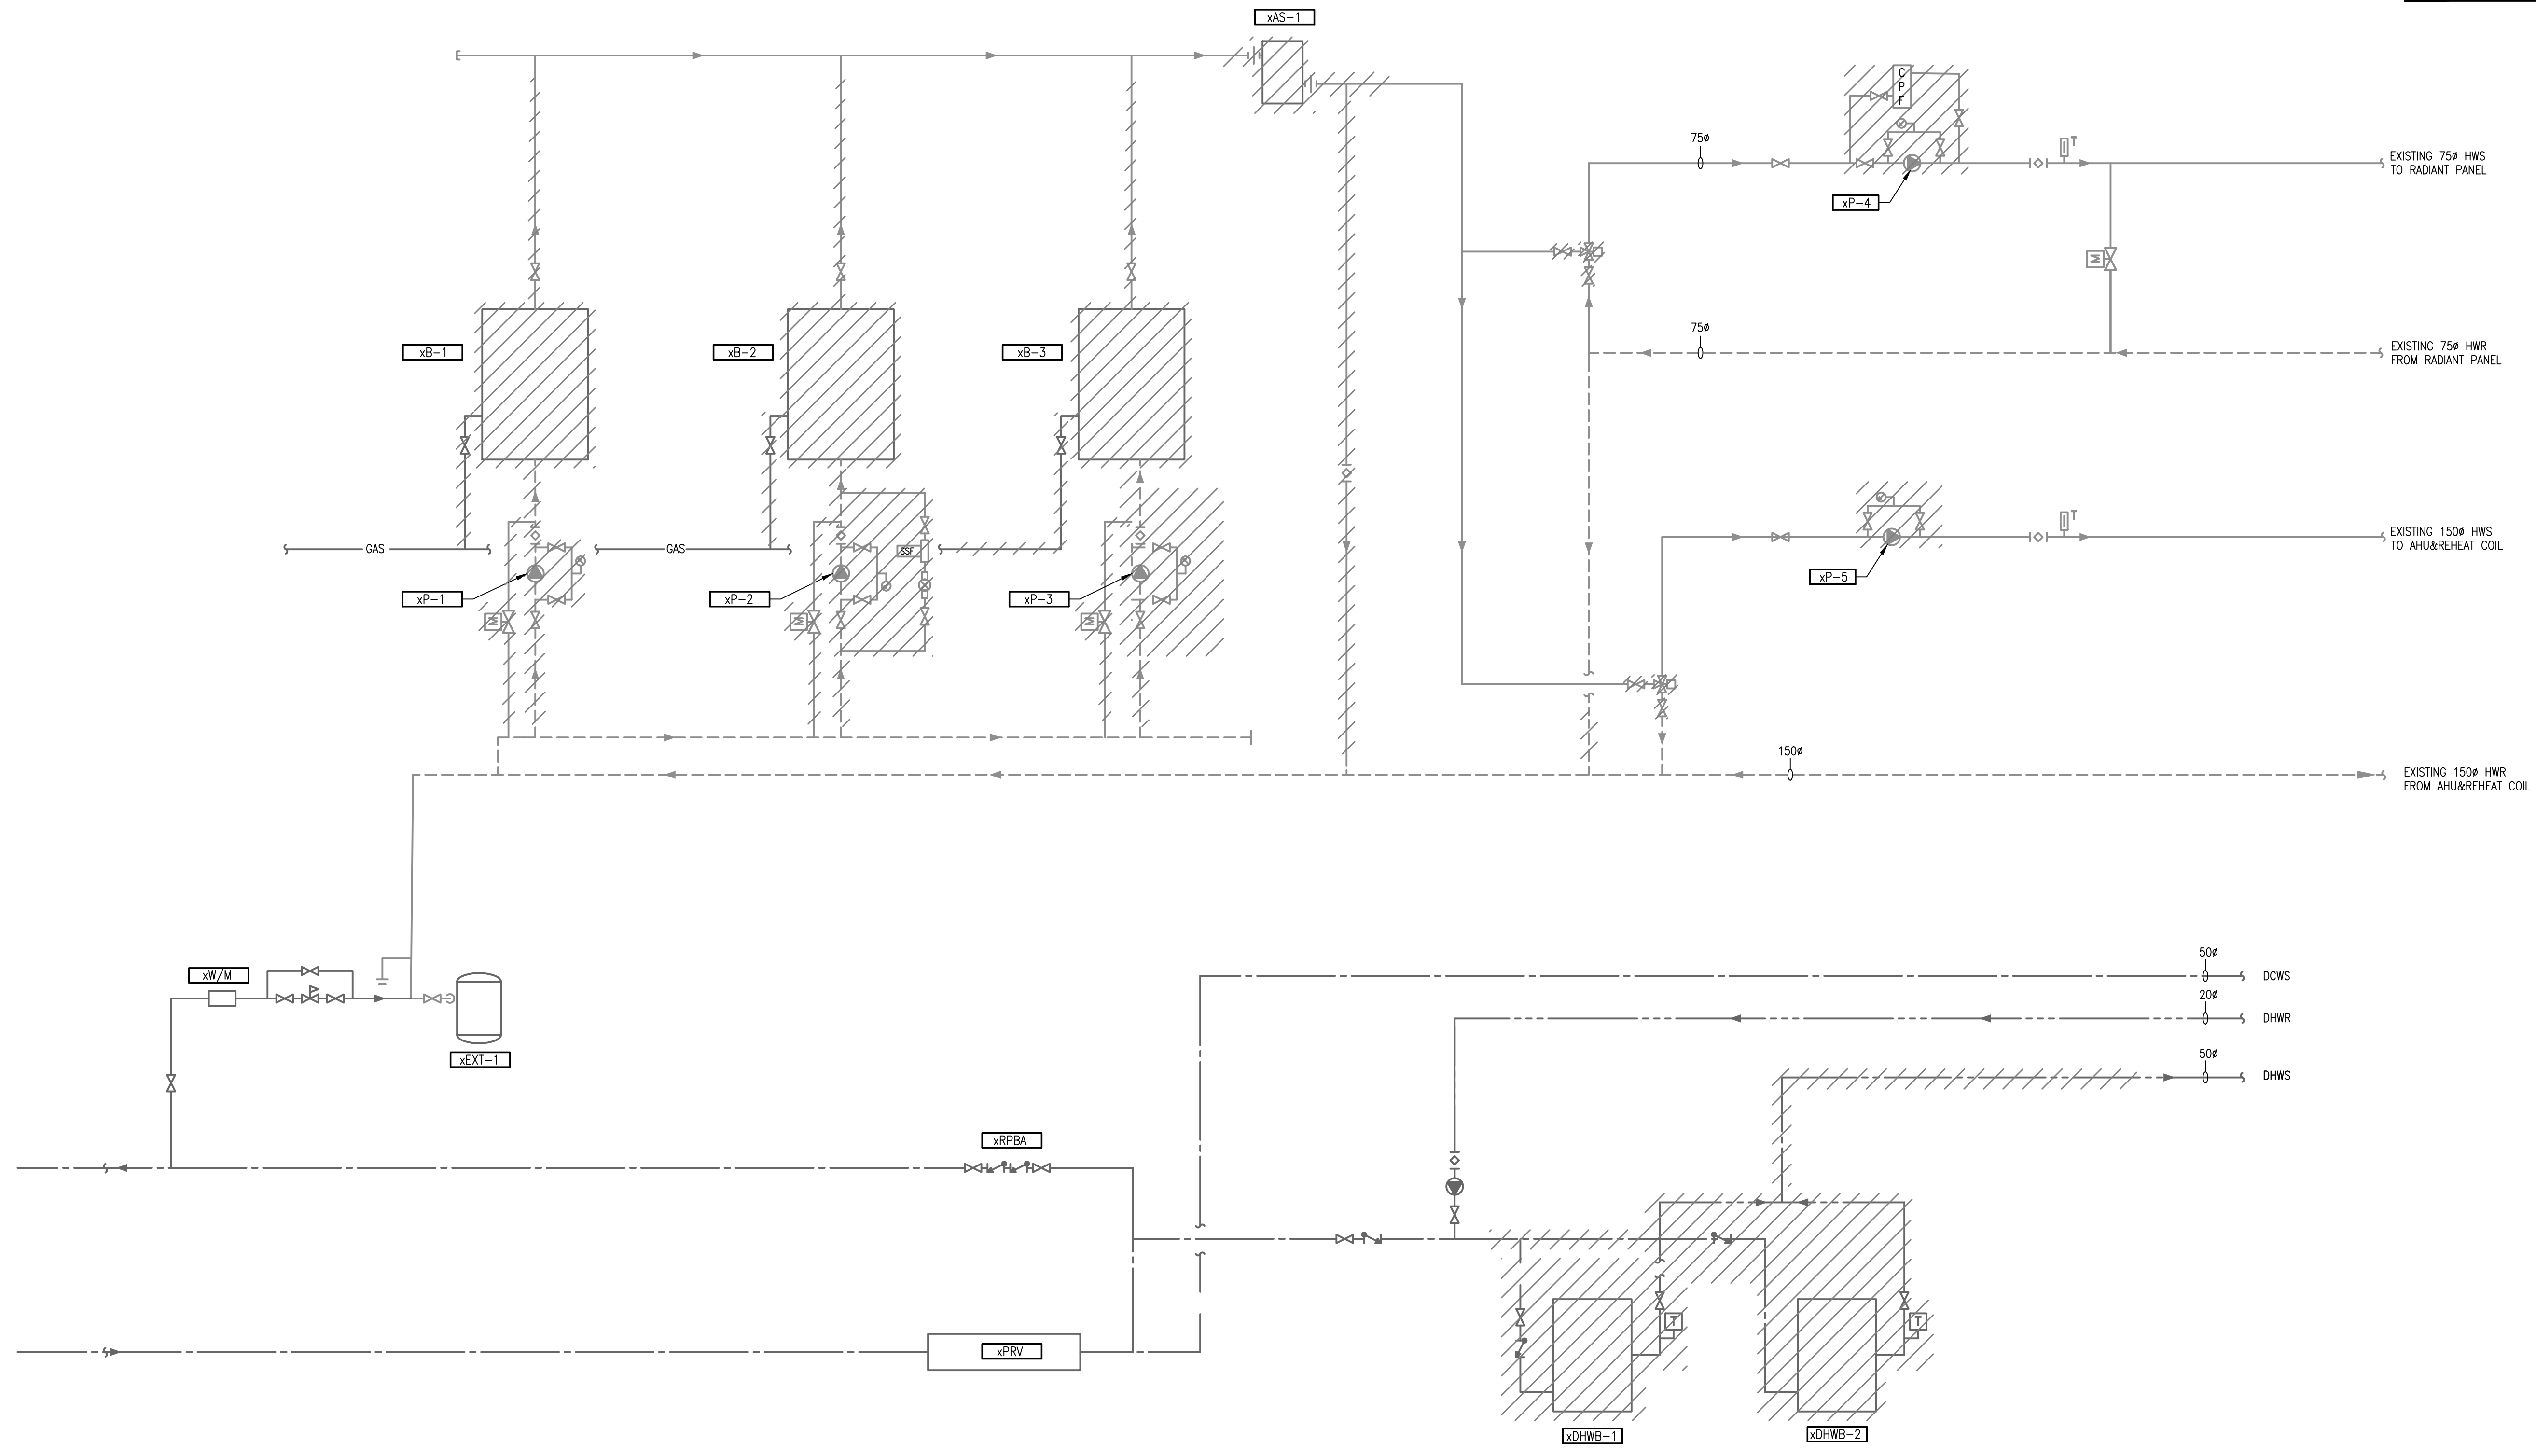 xAS-1
C
P
F
75ø
T
EXISTING 75ø HWS
TO RADIANT PANEL
xP-4
M
75ø
EXISTING 75ø HWR
FROM RADIANT PANEL
xB-1
xB-2
xB-3
T
EXISTING 150ø HWS
TO AHU&REHEAT COIL
GAS
GAS
SSF
xP-5
xP-1
xP-2
xP-3
M
M
M
150ø
EXISTING 150ø HWR
FROM AHU&REHEAT COIL
50ø
DCWS
xW/M
20ø
DHWR
xEXT-1
50ø
DHWS
xRPBA
T
T
xPRV
xDHWB-1
xDHWB-2